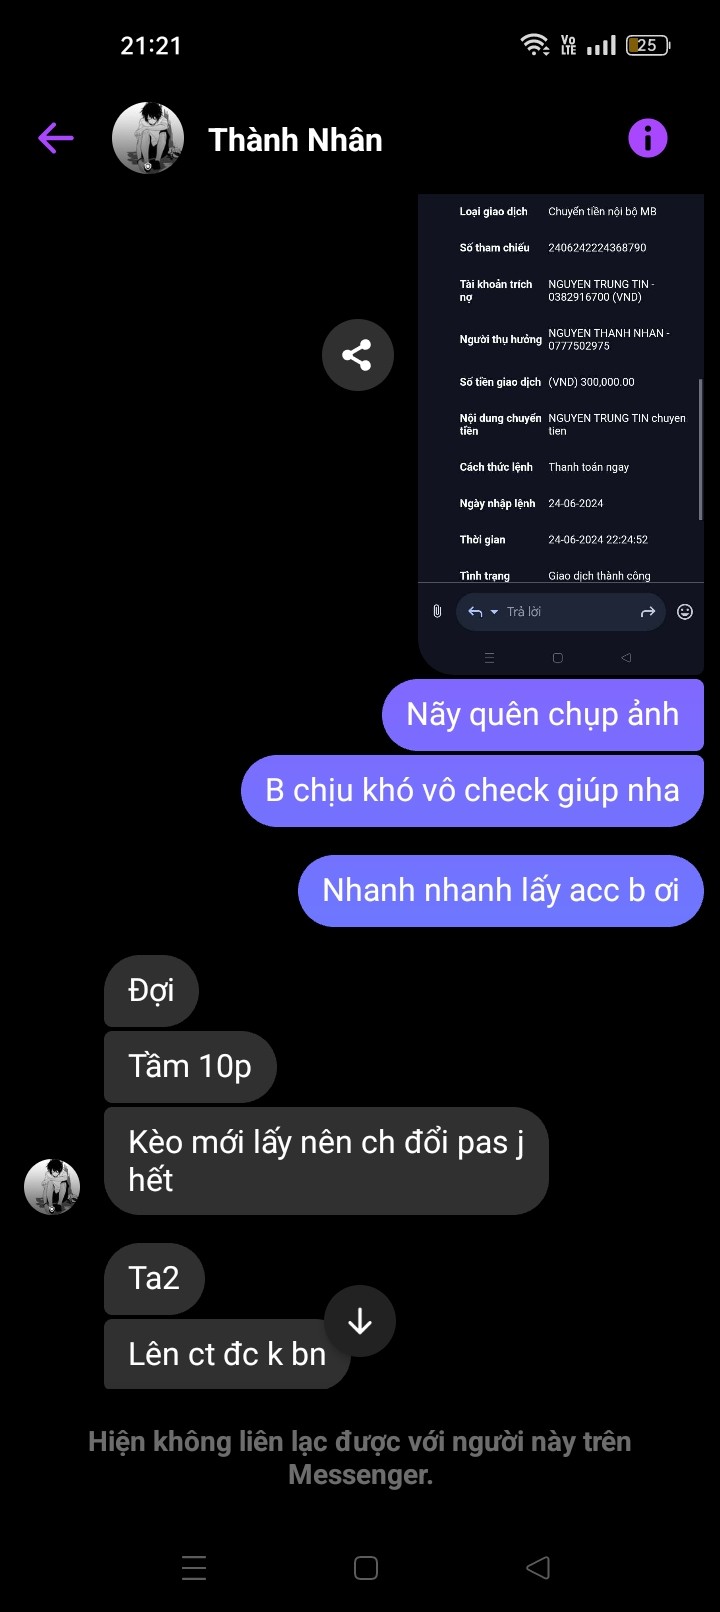 21:21
Vo
LTE
25
Thành Nhân
Loại giao dịch
Chuyển tiền nội bộ MB
Số tham chiếu
2406242224368790
Tài khoản trích
nợ
NGUYEN TRUNG TIN -
0382916700 (VND)
Người thụ hưởng
NGUYEN THANH NHAN -
0777502975
Số tiền giao dịch
(VND) 300,000.00
Nội dung chuyển
tiền
NGUYEN TRUNG TIN chuyen
tien
Cách thức lệnh
Thanh toán ngay
Ngày nhập lệnh
24-06-2024
Thời gian
24-06-2024 22:24:52
Tình trạng
Giao dịch thành công
Trả lời
Nãy quên chụp ảnh
B chịu khó vô check giúp nha
Nhanh nhanh lấy acc b ơi
Đợi
Tầm 10p
Kèo mới lấy nên ch đổi pas j
hết
Ta2
Lên ct đc k bn
Hiện không liên lạc được với người này trên
Messenger.